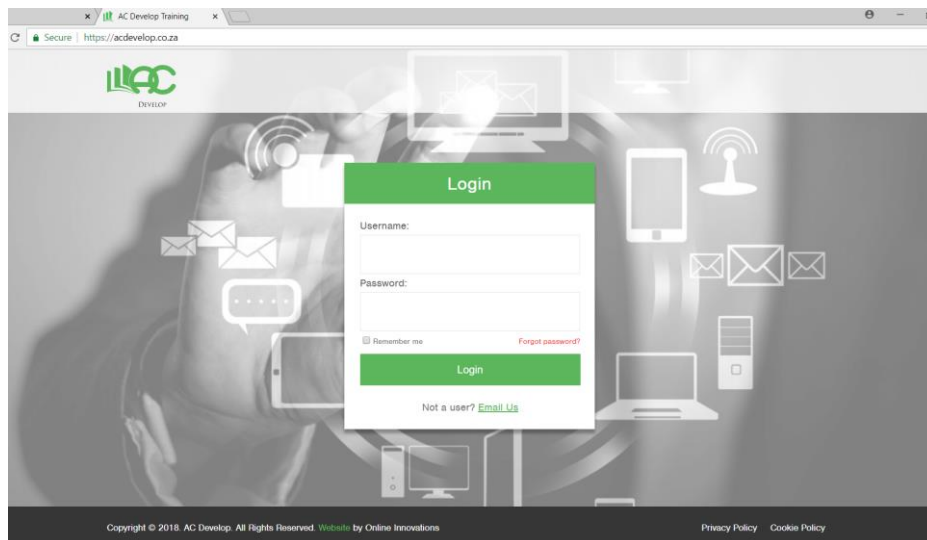 AC Develop Training
Secure | https://acdevelop.co.za
AC
DEVELOP
Login
Username:
Password:
Remember me Forgot password?
Login
Not a user? Email Us
Copyright © 2018. AC Develop. All Rights Reserved. Website by Online Innovations
Privacy Policy Cookie Policy